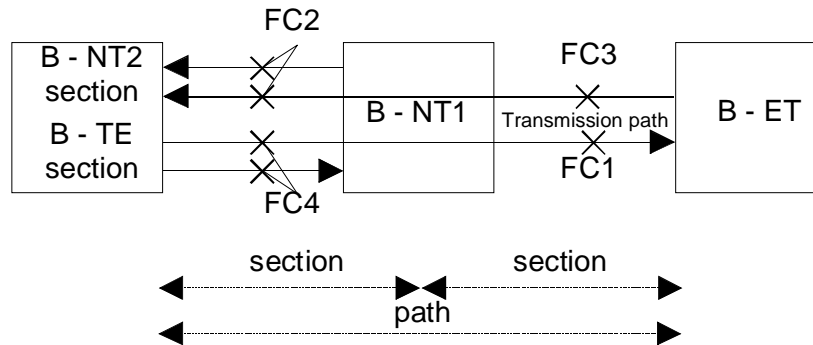 FC2
B - NT2
section
B - TE
section
B - NT1
FC3
Transmission path
FC1
B - ET
FC4
section
section
path